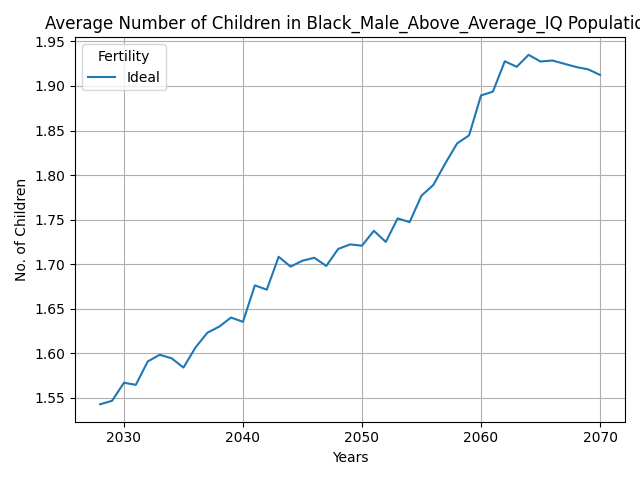 Average Number of Children in Black_Male_Above_Average_IQ Populatio
1.95
1.90
1.85
1.80
1.75
1.70
1.65
1.60
1.55
No. of Children
Fertility
Ideal
2030 2040 2050 2060 2070
Years